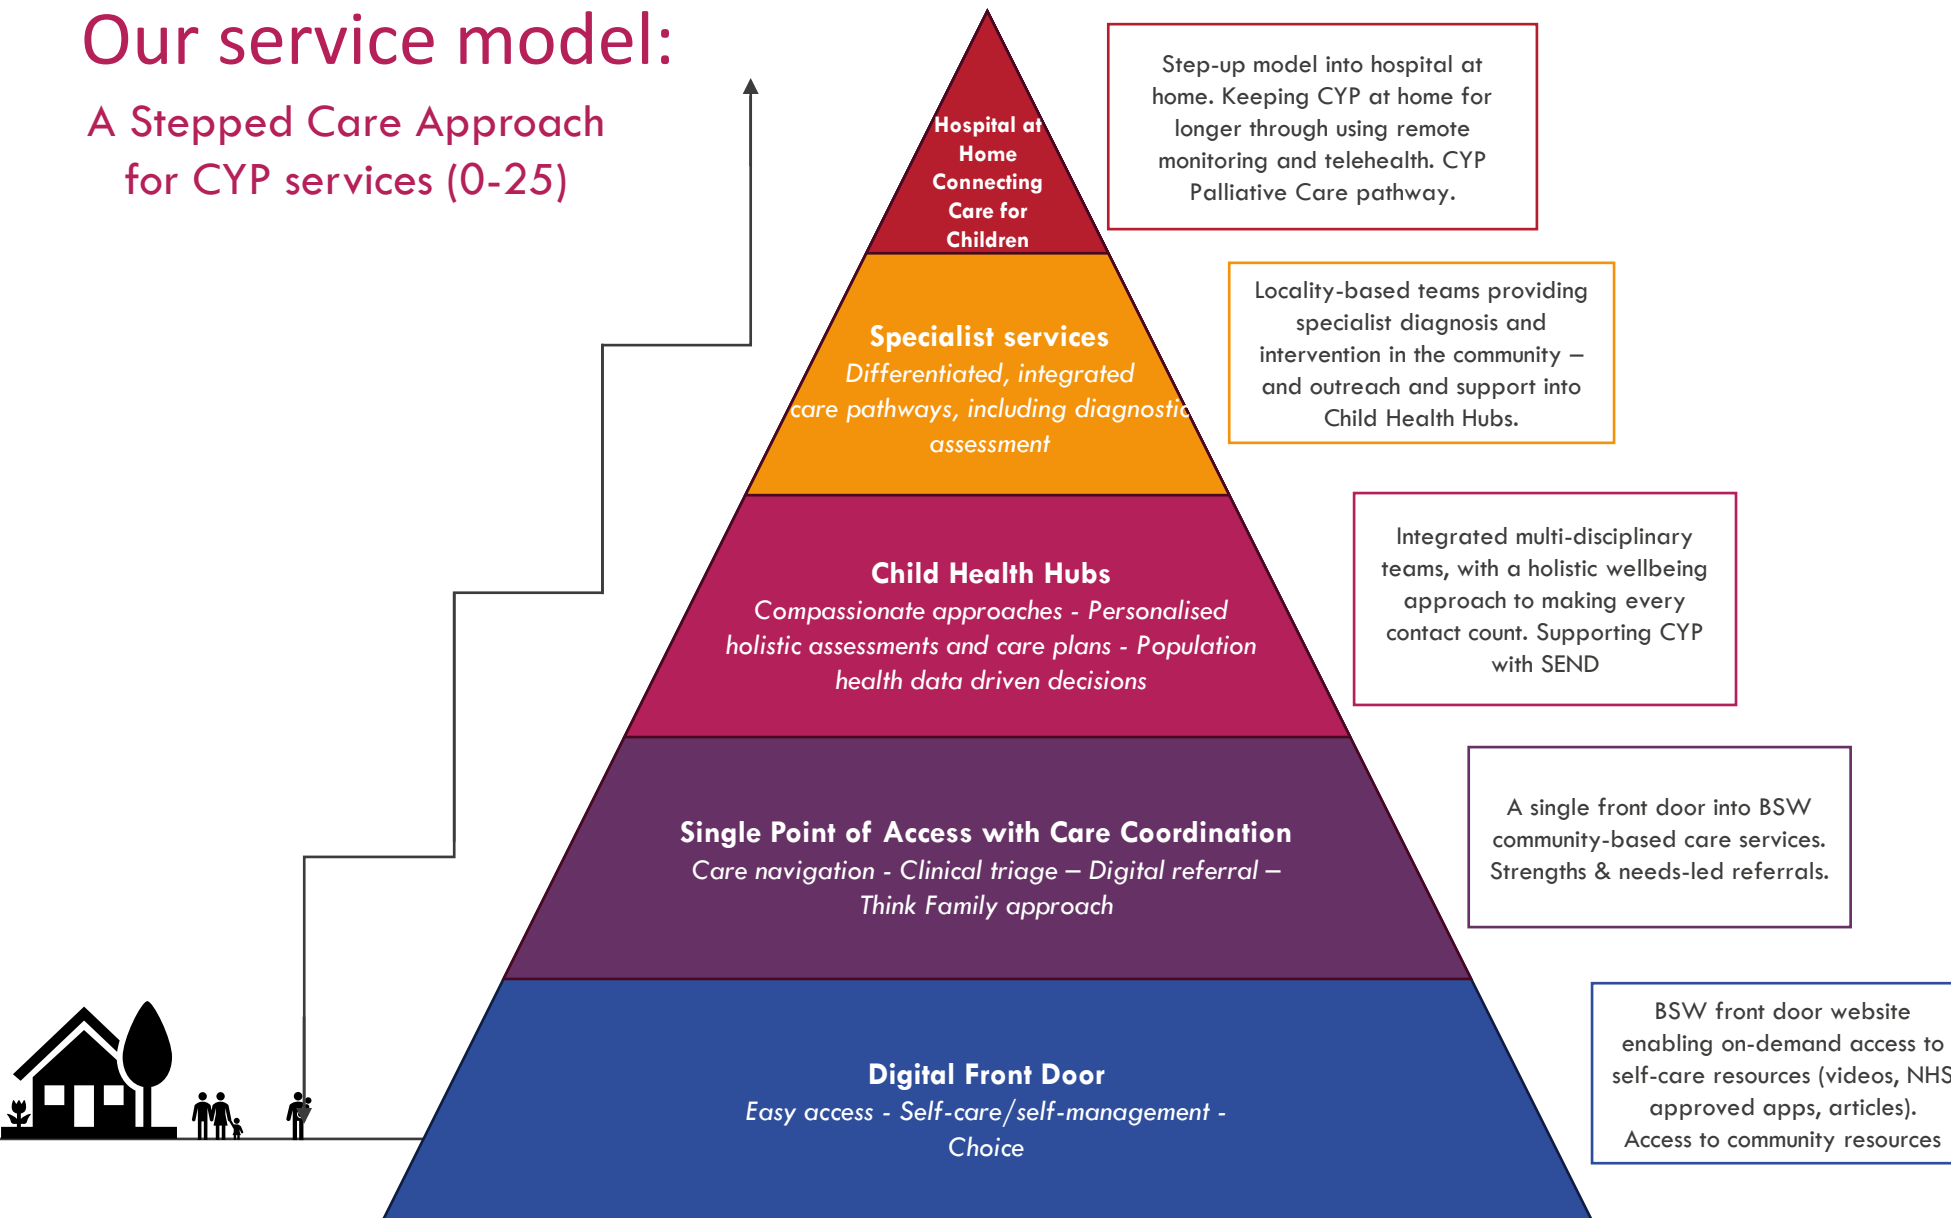 Our service model:
A Stepped Care Approach
for CYP services (0-25)
Hospital at
Home
Connecting
Care for
Children
Step-up model into hospital at
home. Keeping CYP at home for
longer through using remote
monitoring and telehealth. CYP
Palliative Care pathway.
Specialist services
Differentiated, integrated
care pathways, including diagnostic
assessment
Locality-based teams providing
specialist diagnosis and
intervention in the community –
and outreach and support into
Child Health Hubs.
Child Health Hubs
Compassionate approaches - Personalised
holistic assessments and care plans - Population
health data driven decisions
Integrated multi-disciplinary
teams, with a holistic wellbeing
approach to making every
contact count. Supporting CYP
with SEND
Single Point of Access with Care Coordination
Care navigation - Clinical triage – Digital referral –
Think Family approach
A single front door into BSW
community-based care services.
Strengths & needs-led referrals.
Digital Front Door
Easy access - Self-care/self-management -
Choice
BSW front door website
enabling on-demand access to
self-care resources (videos, NHS
approved apps, articles).
Access to community resources